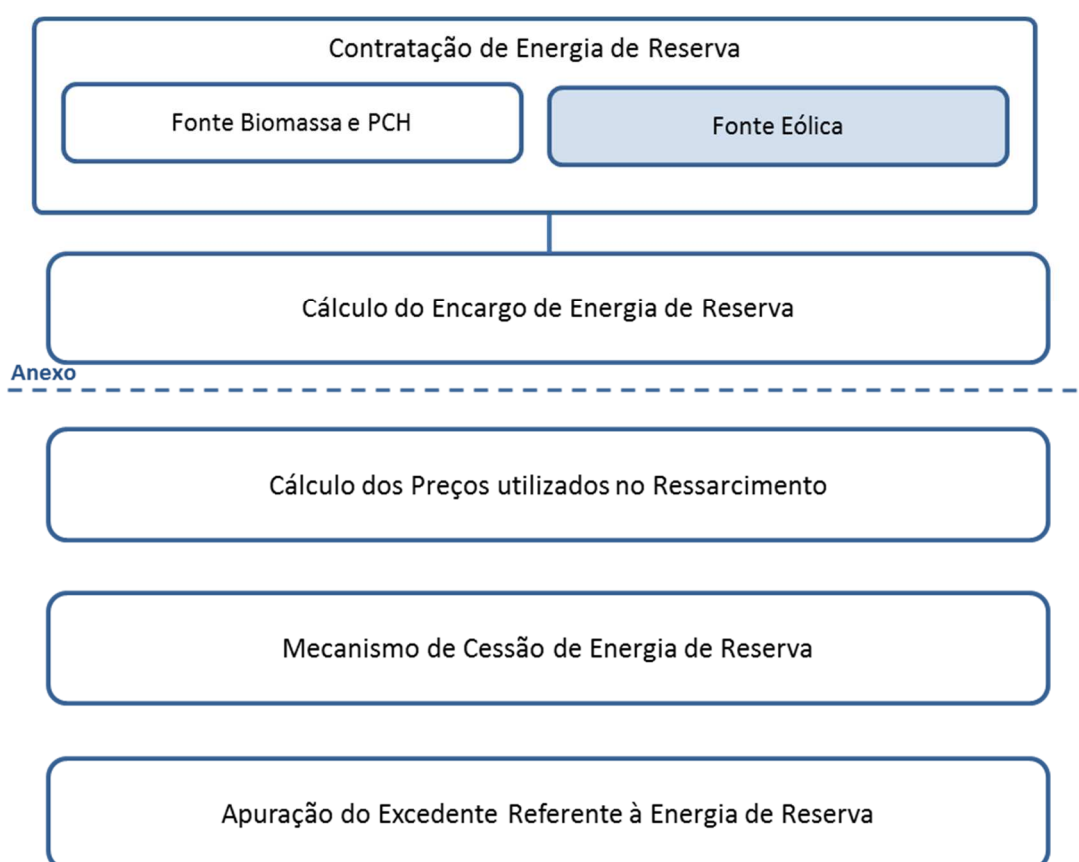 Contratação de Energia de Reserva
Fonte Biomassa e PCH
Fonte Eólica
Cálculo do Encargo de Energia de Reserva
Anexo
Cálculo dos Preços utilizados no Ressarcimento
Mecanismo de Cessão de Energia de Reserva
Apuração do Excedente Referente à Energia de Reserva